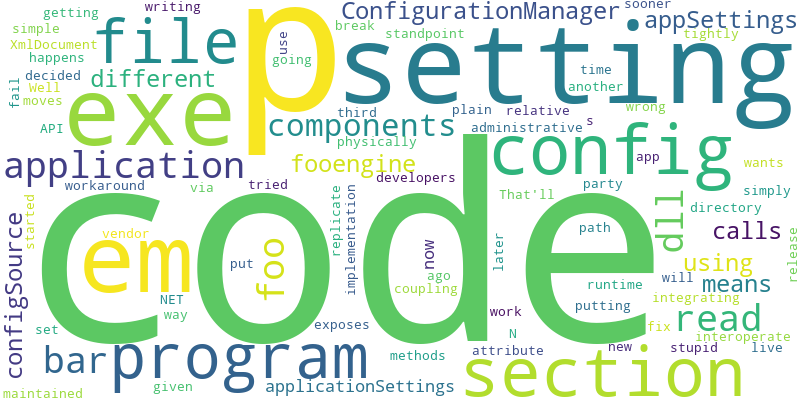 getting writing sooner
simple file p ConfigurationManager appSettings
XmlDocument use break standpoint setting tightly
happens going
decided different time
Well exe another
moves
fail third plain relative wrong
API components administrative s
physically config app
application fooengine wants
workaround via tried developers party simply
That'll dll directory
started code replicate implementation now later path calls release
vendor em foo put ago using
coupling runtime will means
NET way work putting integrating
configSource set exposes N fix read
bar program methods attribute new stupid interoperate live
given applicationSettings section
maintained